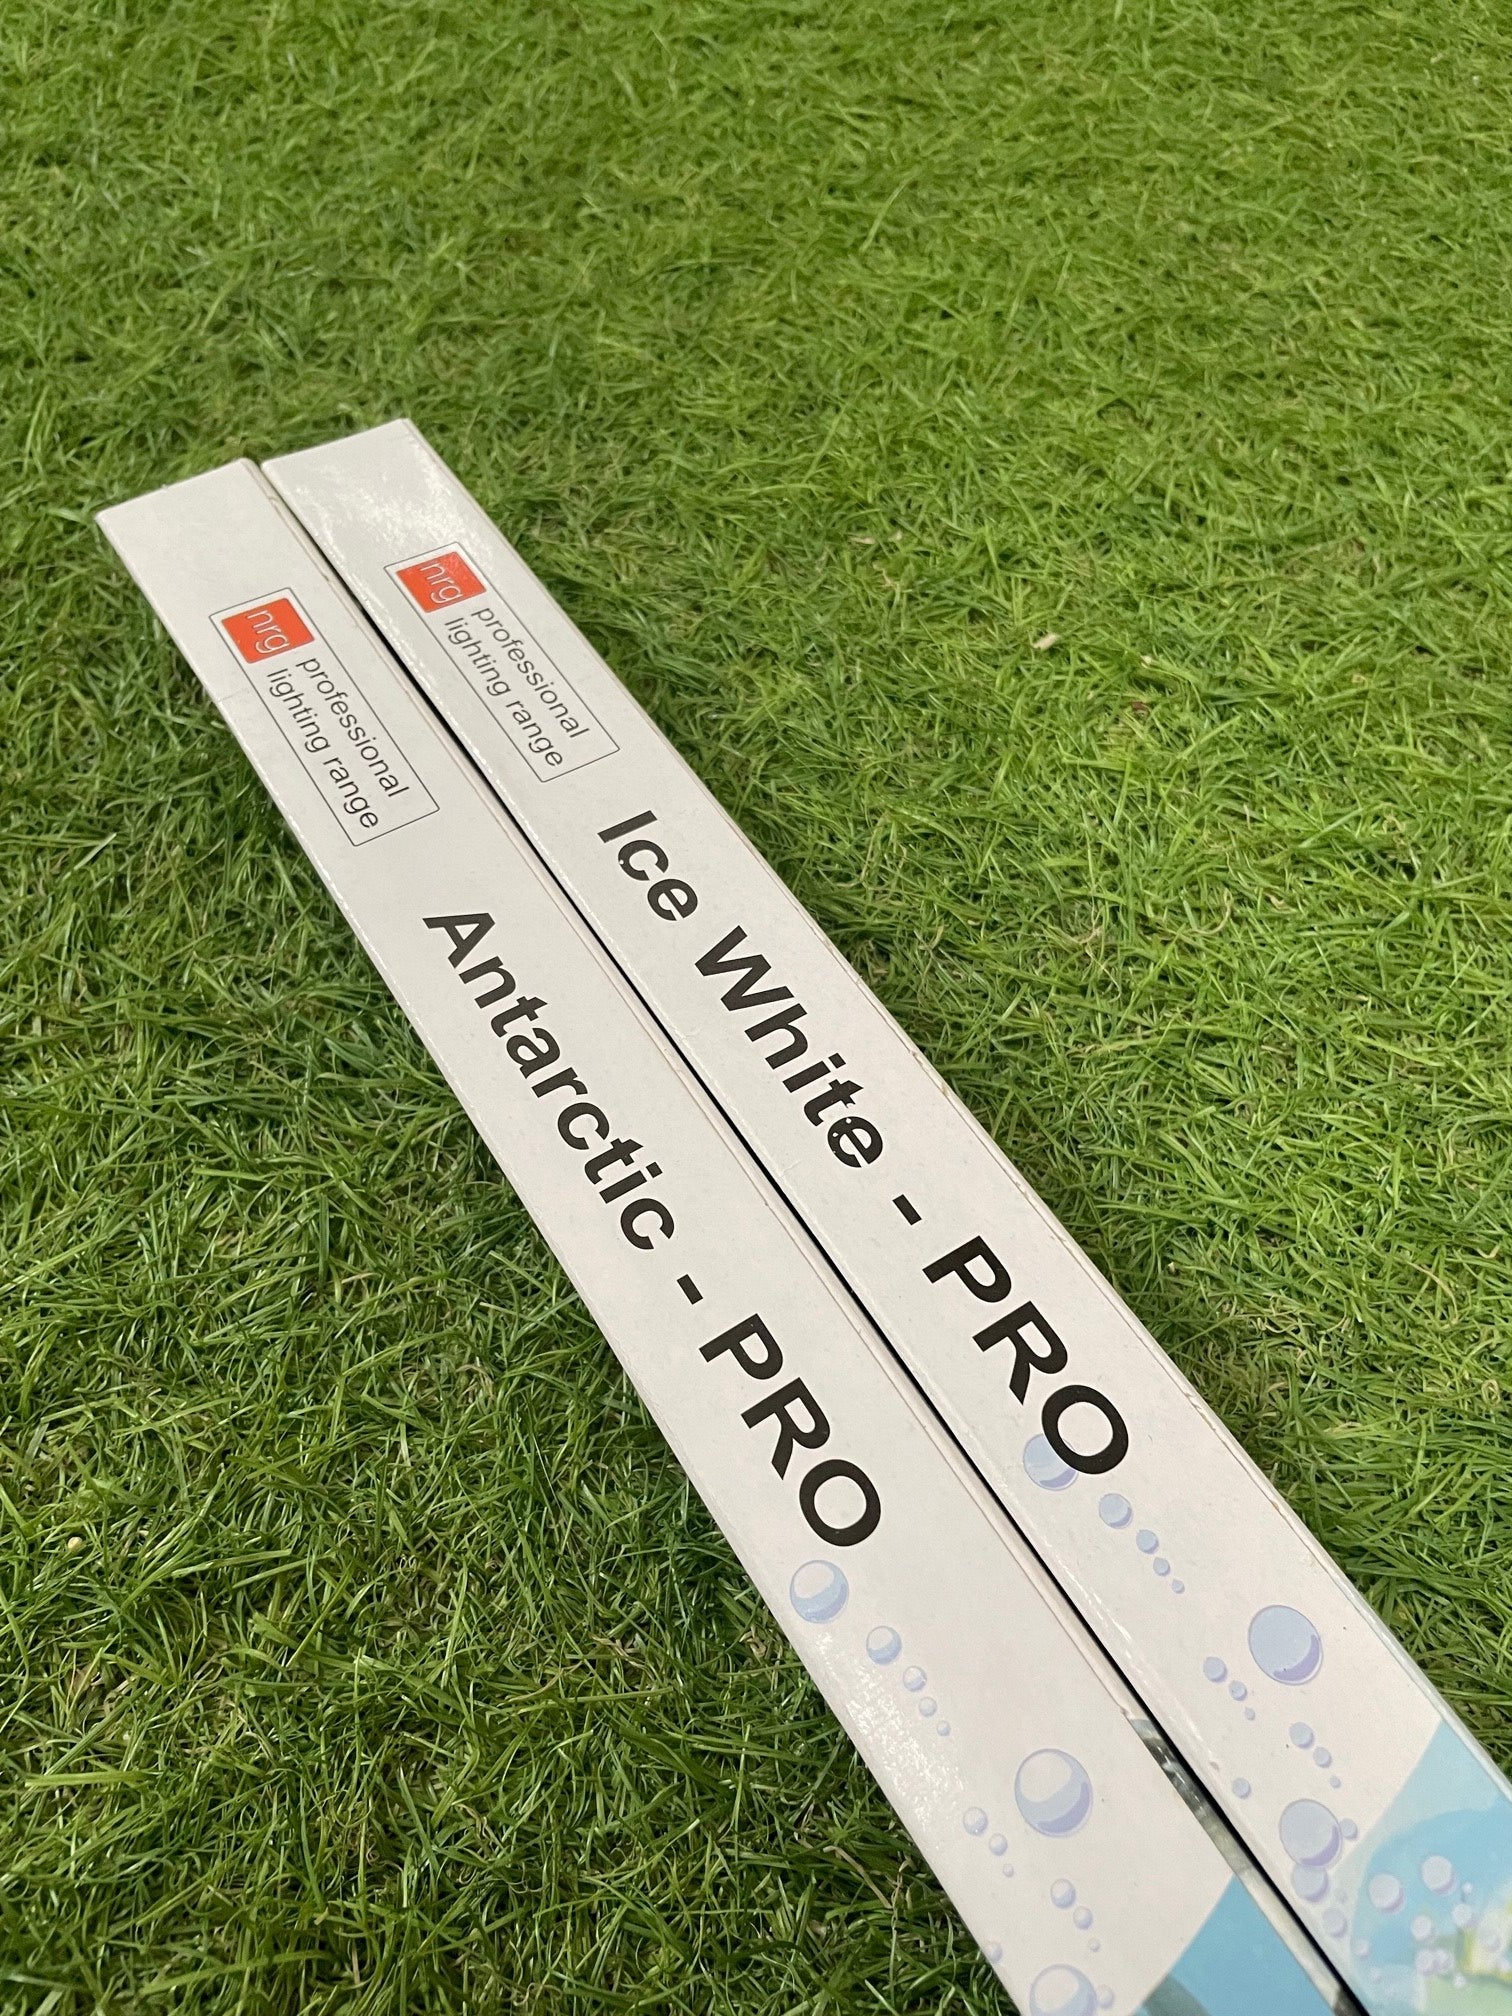 nrg
professional
lighting range
Antarctic - PRO
nrg
professional
lighting range
Ice White - PRO